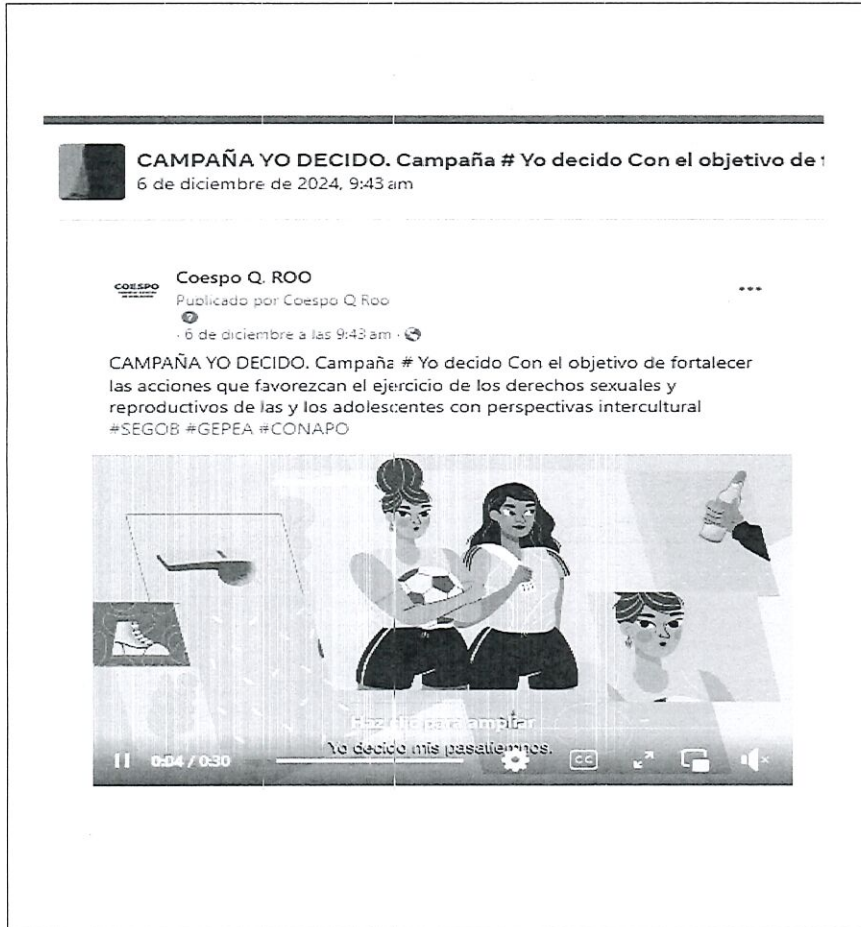 CAMPAÑA YO DECIDO. Campaña # Yo decido Con el objetivo de
6 de diciembre de 2024, 9:43 am
COESPO
Coespo Q. ROO
Publicado por Coespo Q Roo
· 6 de diciembre a las 9:43 am ·
CAMPAÑA YO DECIDO. Campaña # Yo decido Con el objetivo de fortalecer
las acciones que favorezcan el ejercicio de los derechos sexuales y
reproductivos de las y los adolescentes con perspectivas intercultural
#SEGOB #GEPEA #CONAPO
Haz clic para ampliar
Yo decido mis pasatiempos.
0:04 / 0:30
CC